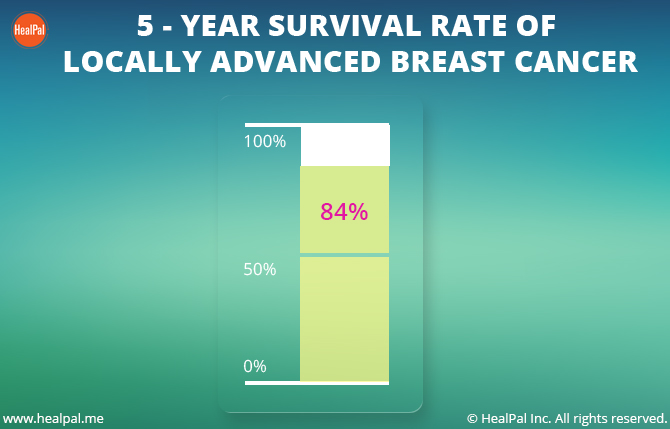 HealPal
5 - YEAR SURVIVAL RATE OF
LOCALLY ADVANCED BREAST CANCER
100%
84%
50%
0%
www.healpal.me
© HealPal Inc. All rights reserved.